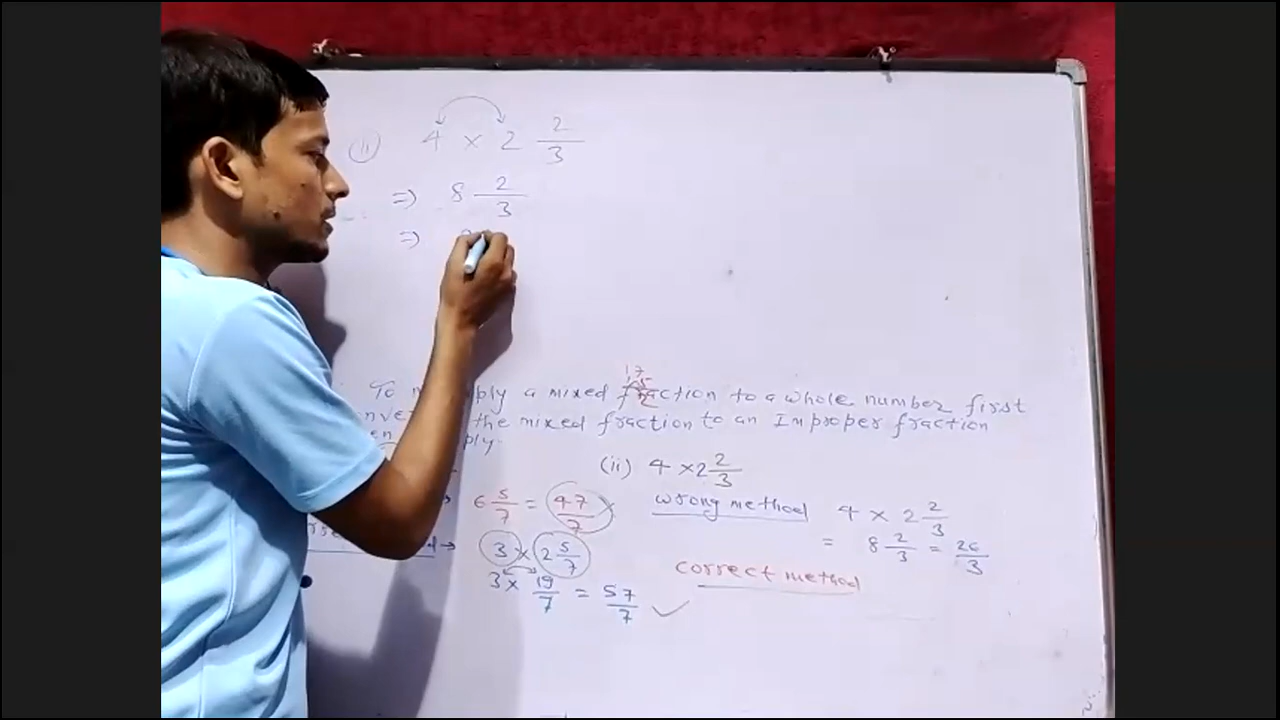 (ii) 4 × 2 2/3
=> 8 2/3
=>
To ply a mixed fraction to a whole number first
the mixed fraction to an Improper fraction
ply.
(ii) 4 × 2 2/3
6 5/7 = 47/7 ×
wrong method
4 × 2 2/3
= 8 2/3 = 26/3
3 × 2 5/7
correct method
3 × 19/7 = 57/7 ✓